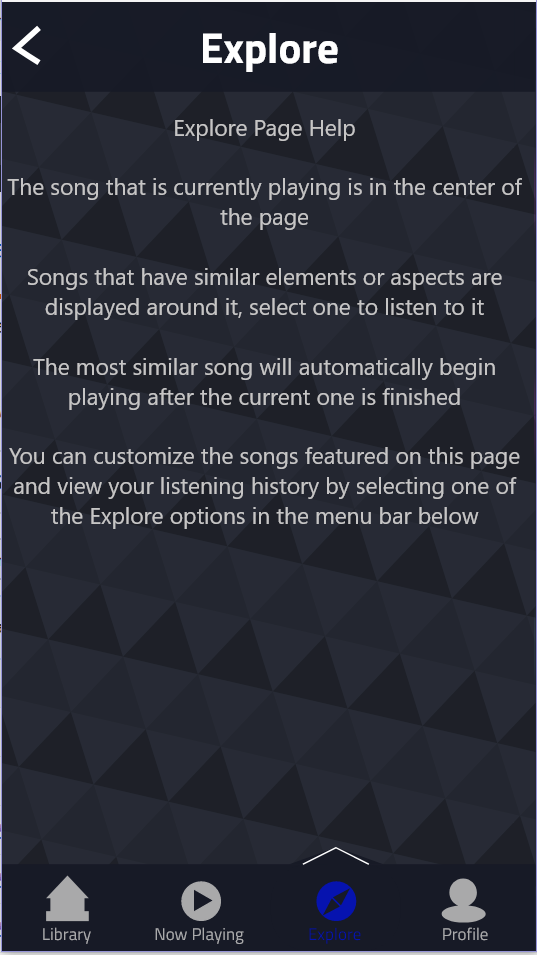 Explore
Explore Page Help
The song that is currently playing is in the center of
the page
Songs that have similar elements or aspects are
displayed around it, select one to listen to it
The most similar song will automatically begin
playing after the current one is finished
You can customize the songs featured on this page
and view your listening history by selecting one of
the Explore options in the menu bar below
Library
Now Playing
Explore
Profile